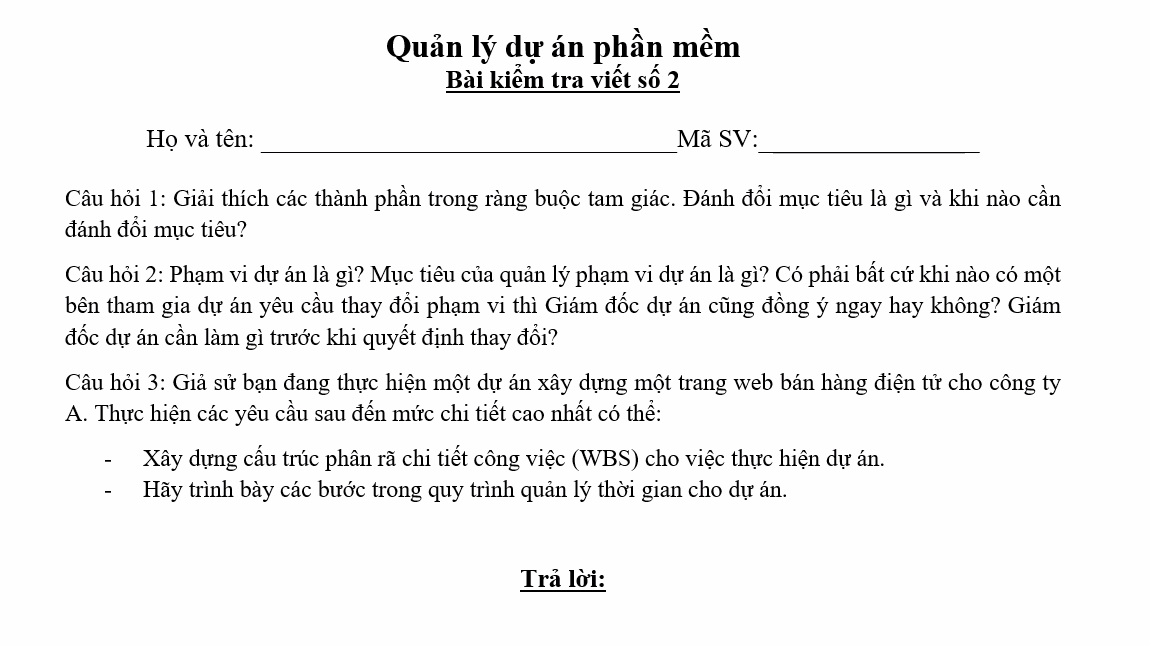 Quản lý dự án phần mềm
Bài kiểm tra viết số 2
Họ và tên: ________________________________Mã SV:_________________
Câu hỏi 1: Giải thích các thành phần trong ràng buộc tam giác. Đánh đổi mục tiêu là gì và khi nào cần
đánh đổi mục tiêu?
Câu hỏi 2: Phạm vi dự án là gì? Mục tiêu của quản lý phạm vi dự án là gì? Có phải bất cứ khi nào có một
bên tham gia dự án yêu cầu thay đổi phạm vi thì Giám đốc dự án cũng đồng ý ngay hay không? Giám
đốc dự án cần làm gì trước khi quyết định thay đổi?
Câu hỏi 3: Giả sử bạn đang thực hiện một dự án xây dựng một trang web bán hàng điện tử cho công ty
A. Thực hiện các yêu cầu sau đến mức chi tiết cao nhất có thể:
- Xây dựng cấu trúc phân rã chi tiết công việc (WBS) cho việc thực hiện dự án.
- Hãy trình bày các bước trong quy trình quản lý thời gian cho dự án.
Trả lời: